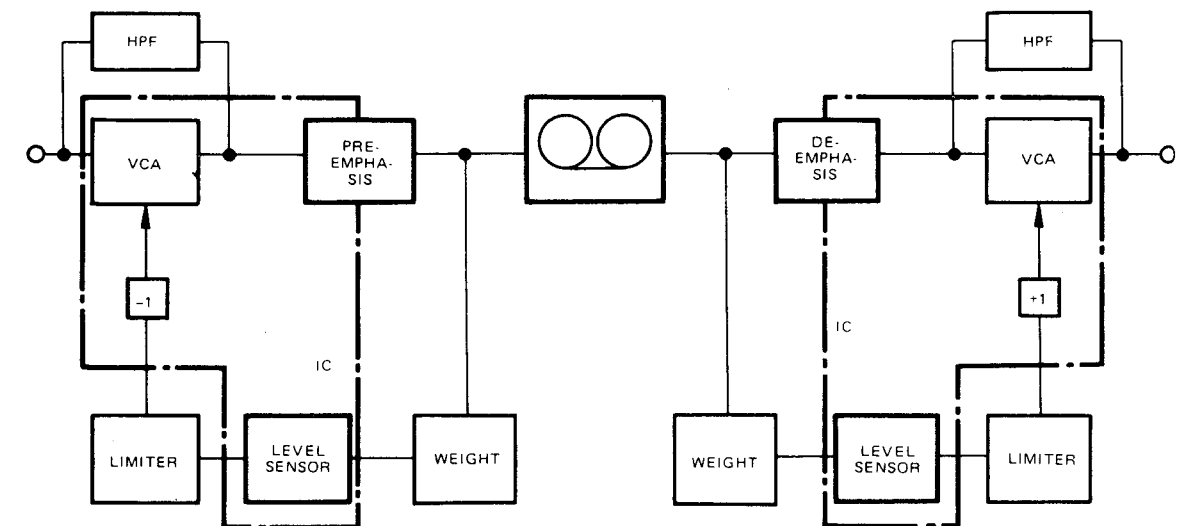 HPF
HPF
VCA
PRE-
EMPHA-
SIS
DE-
EMPHA-
SIS
VCA
–1
+1
IC
IC
LIMITER
LEVEL
SENSOR
WEIGHT
WEIGHT
LEVEL
SENSOR
LIMITER